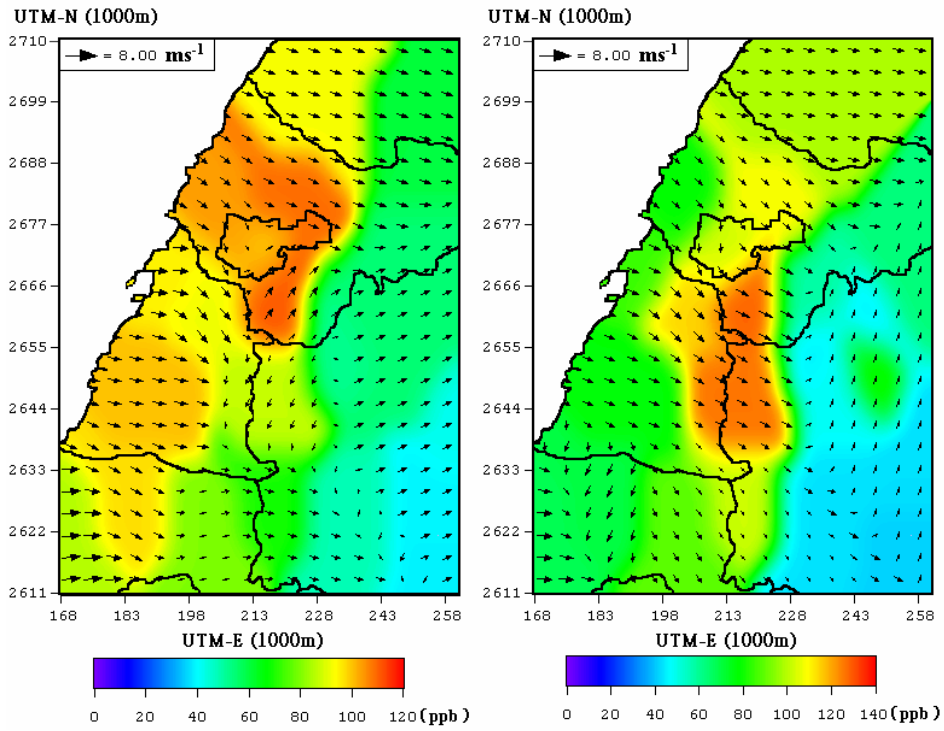 UTM-N (1000m) UTM-N (1000m)
2710 = 8.00 ms-1 2710 = 8.00 ms-1
2699 2699
2688 2688
2677 2677
2666 2666
2655 2655
2644 2644
2633 2633
2622 2622
2611 2611
168 183 198 213 228 243 258 168 183 198 213 228 243 258
UTM-E (1000m) UTM-E (1000m)
0 20 40 60 80 100 120 (ppb) 0 20 40 60 80 100 120 140 (ppb)